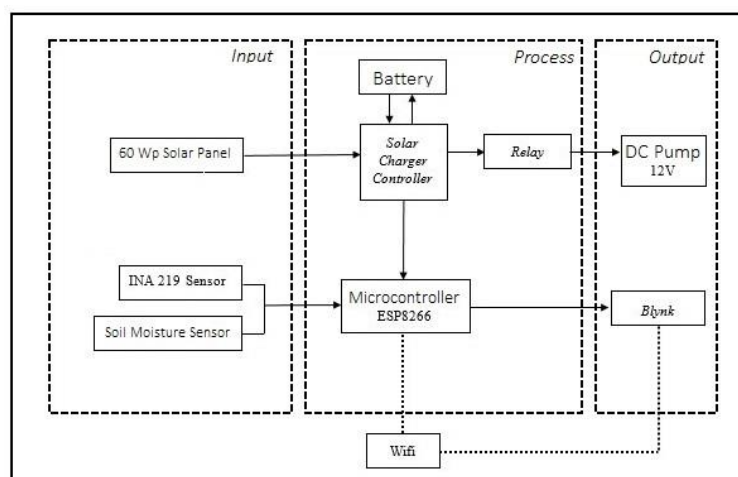 Input
Process
Output
Battery
60 Wp Solar Panel
Solar
Charger
Controller
Relay
DC Pump
12V
INA 219 Sensor
Soil Moisture Sensor
Microcontroller
ESP8266
Blynk
Wifi